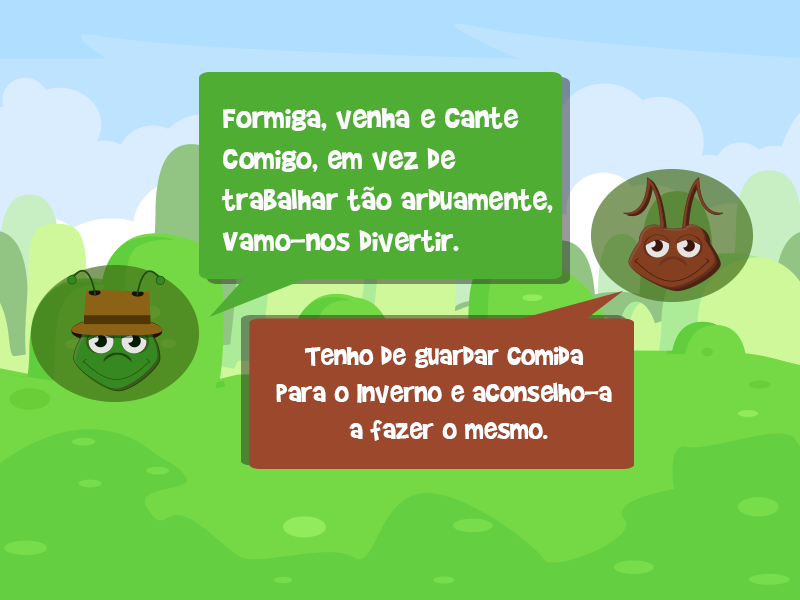 Formiga, venha e cante
comigo, em vez de
trabalhar tão arduamente,
vamo-nos divertir.
Tenho de guardar comida
para o Inverno e aconselho-a
a fazer o mesmo.